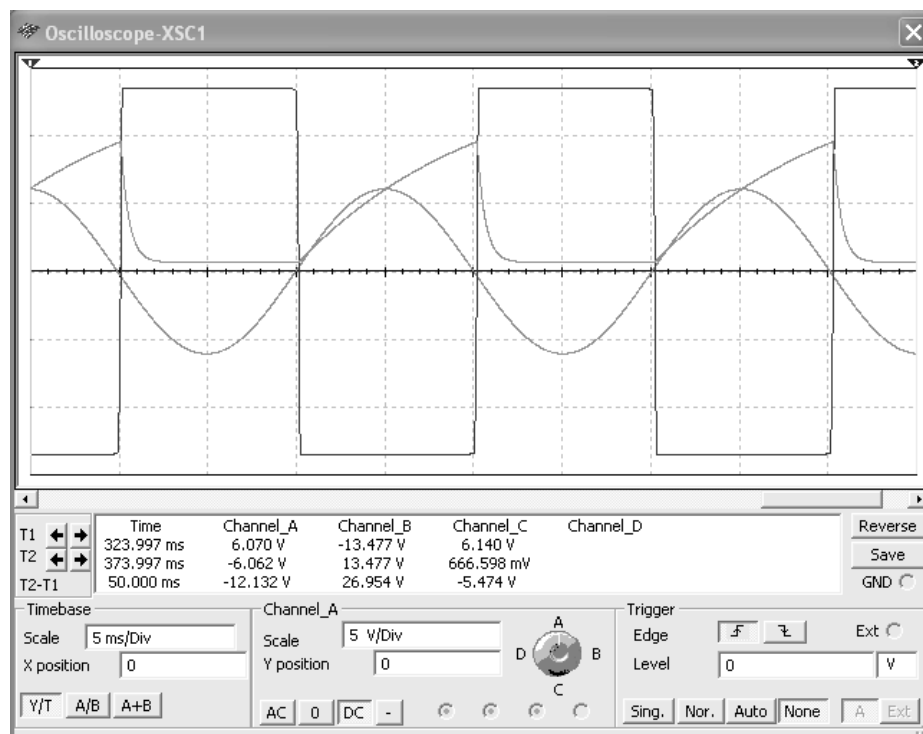 Oscilloscope-XSC1
1 2
T1
T2
T2-T1
Time Channel_A Channel_B Channel_C Channel_D
323.997 ms 6.070 V -13.477 V 6.140 V
373.997 ms -6.062 V 13.477 V 666.598 mV
50.000 ms -12.132 V 26.954 V -5.474 V
Reverse
Save
GND
Timebase
Scale 5 ms/Div
X position 0
Y/T A/B A+B
Channel_A
Scale 5 V/Div
Y position 0
AC 0 DC -
A
D B
C
Trigger
Edge Ext
Level 0 V
Sing. Nor. Auto None A Ext